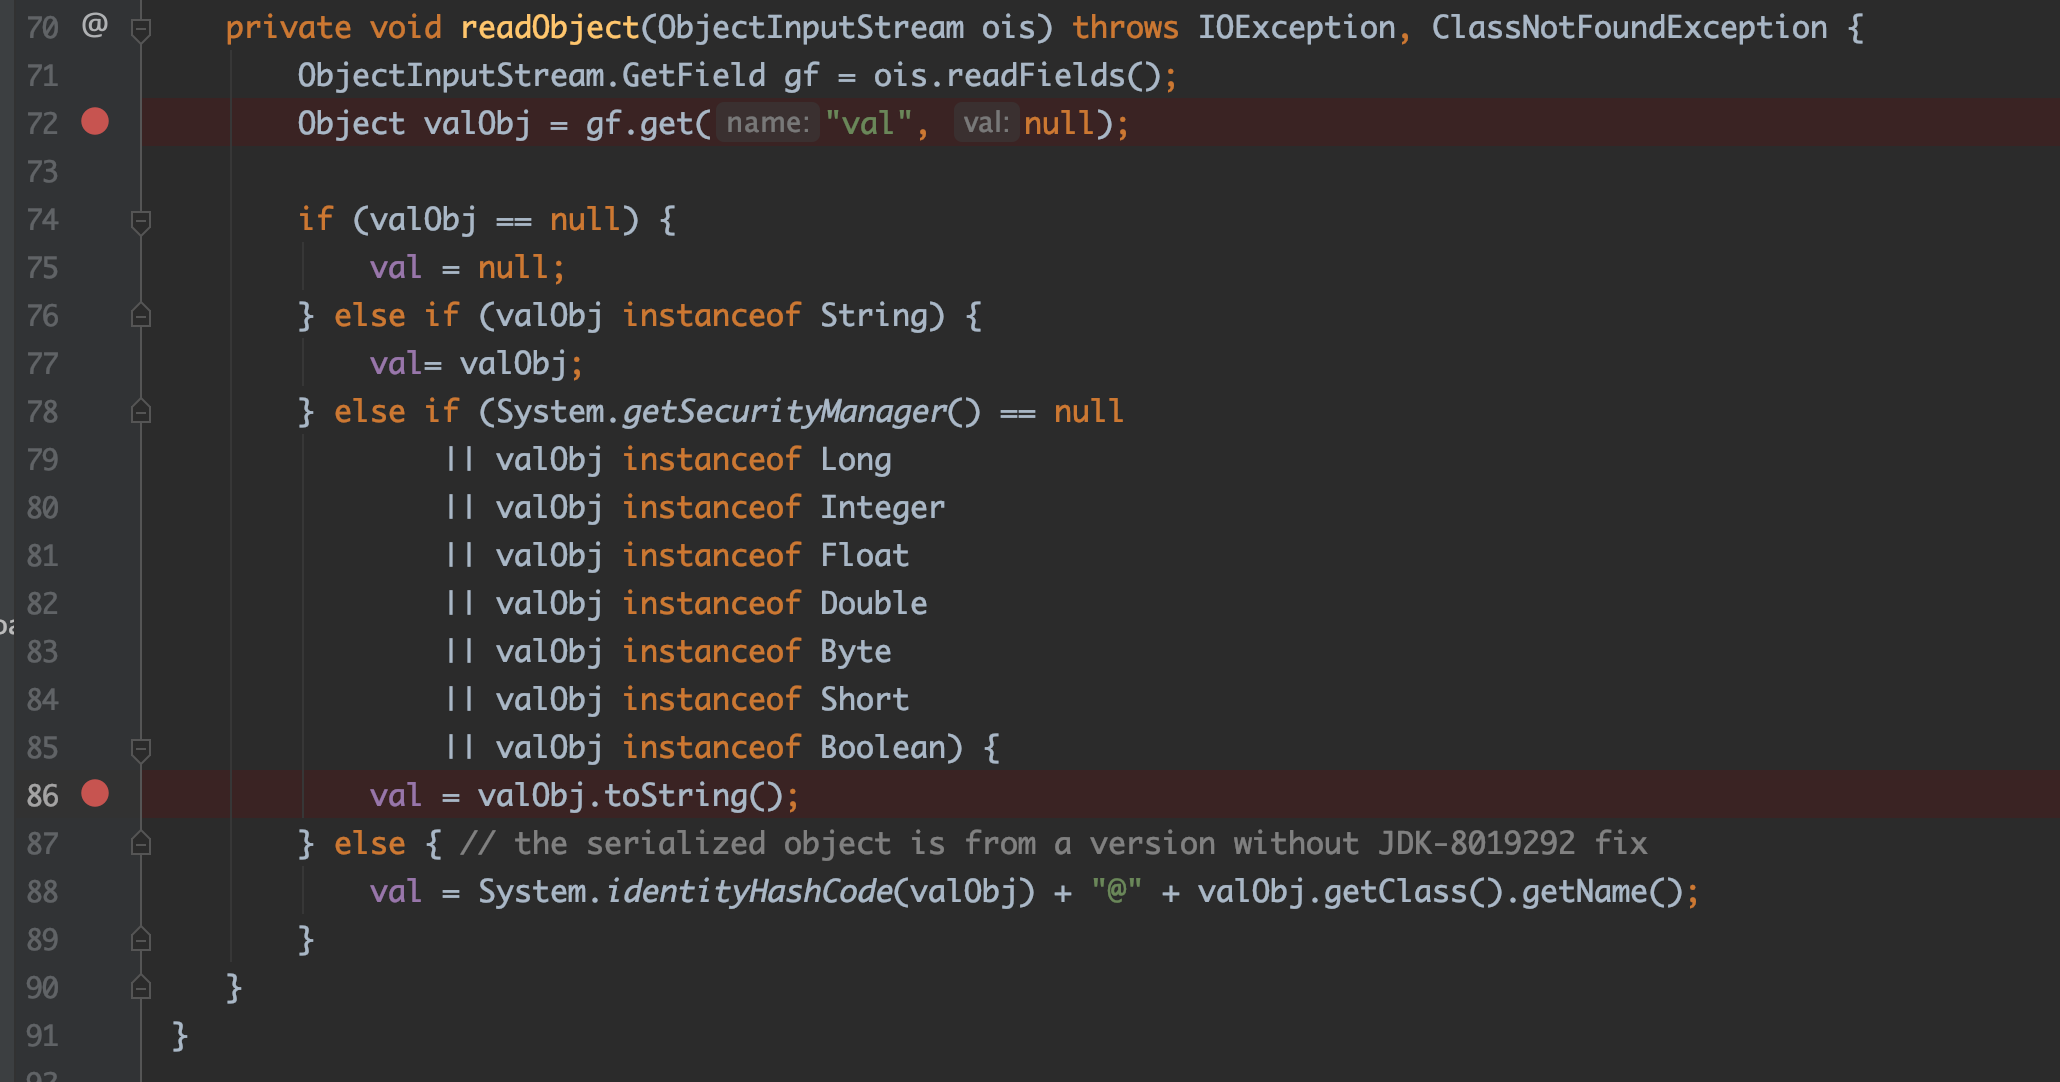 70 @ private void readObject(ObjectInputStream ois) throws IOException, ClassNotFoundException {
71 ObjectInputStream.GetField gf = ois.readFields();
72 Object valObj = gf.get( name: "val", val: null);
73
74 if (valObj == null) {
75 val = null;
76 } else if (valObj instanceof String) {
77 val= valObj;
78 } else if (System.getSecurityManager() == null
79 || valObj instanceof Long
80 || valObj instanceof Integer
81 || valObj instanceof Float
82 || valObj instanceof Double
83 || valObj instanceof Byte
84 || valObj instanceof Short
85 || valObj instanceof Boolean) {
86 val = valObj.toString();
87 } else { // the serialized object is from a version without JDK-8019292 fix
88 val = System.identityHashCode(valObj) + "@" + valObj.getClass().getName();
89 }
90 }
91 }